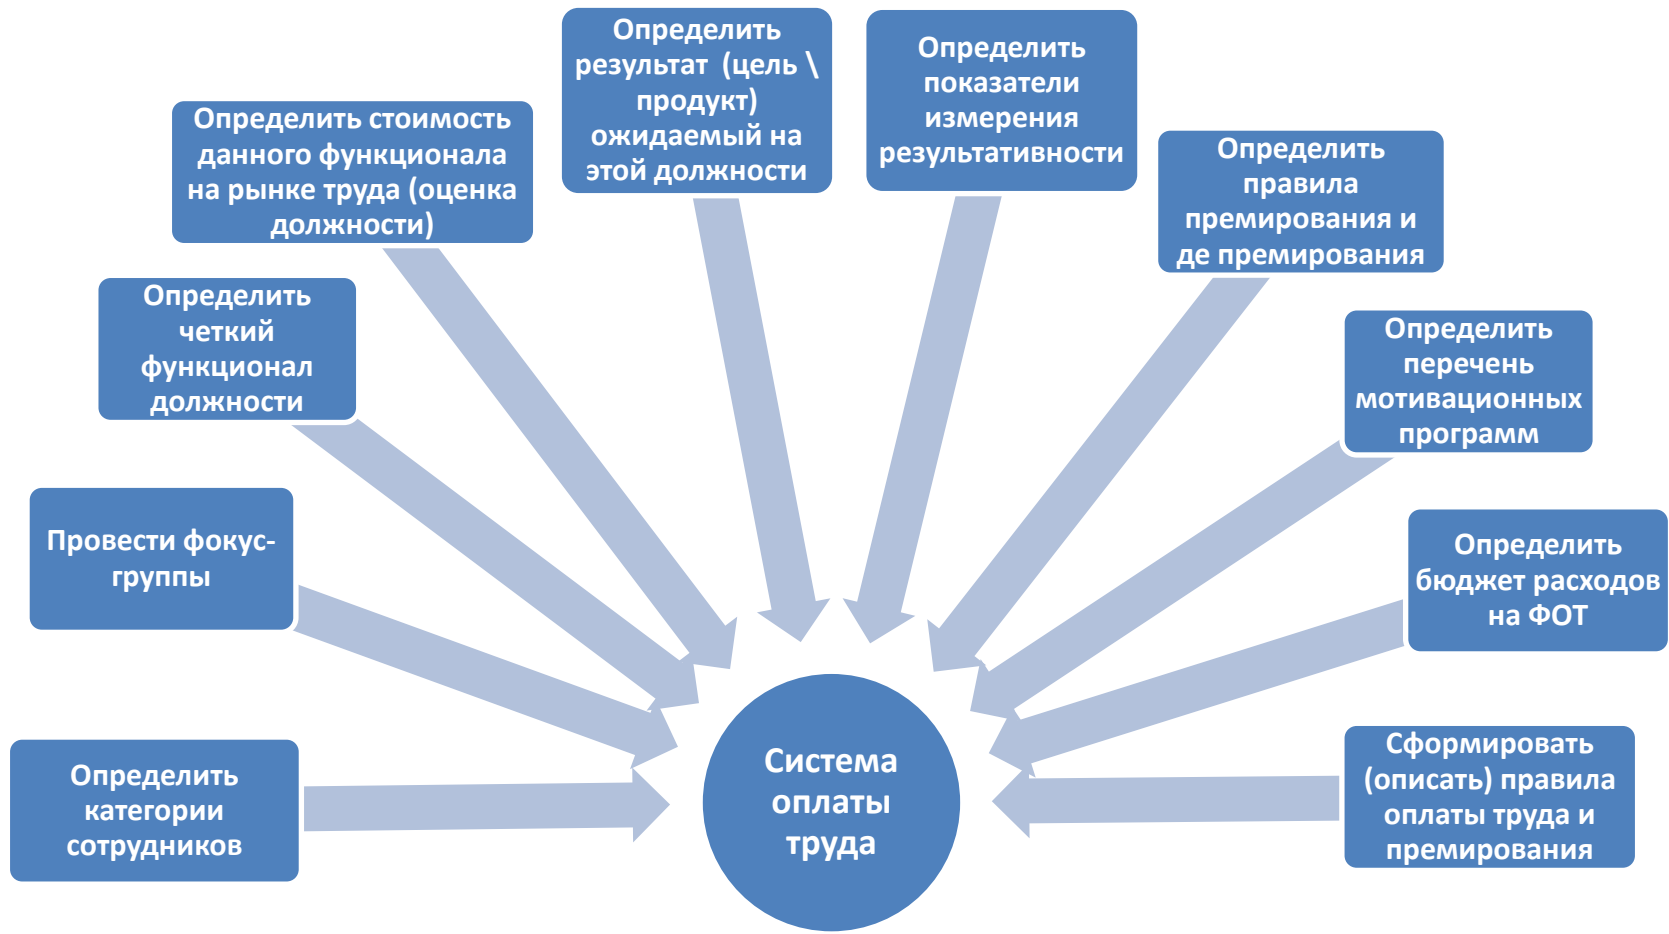 Определить
категории
сотрудников
Провести фокус-
группы
Определить
четкий
функционал
должности
Определить стоимость
данного функционала
на рынке труда (оценка
должности)
Определить
результат (цель \
продукт)
ожидаемый на
этой должности
Определить
показатели
измерения
результативности
Определить
правила
премирования и
де премирования
Определить
перечень
мотивационных
программ
Определить
бюджет расходов
на ФОТ
Сформировать
(описать) правила
оплаты труда и
премирования
Система
оплаты
труда